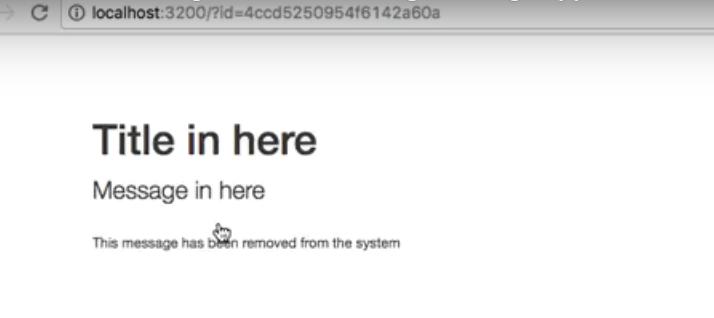 localhost:3200/?id=4ccd5250954f6142a60a
Title in here
Message in here
This message has been removed from the system